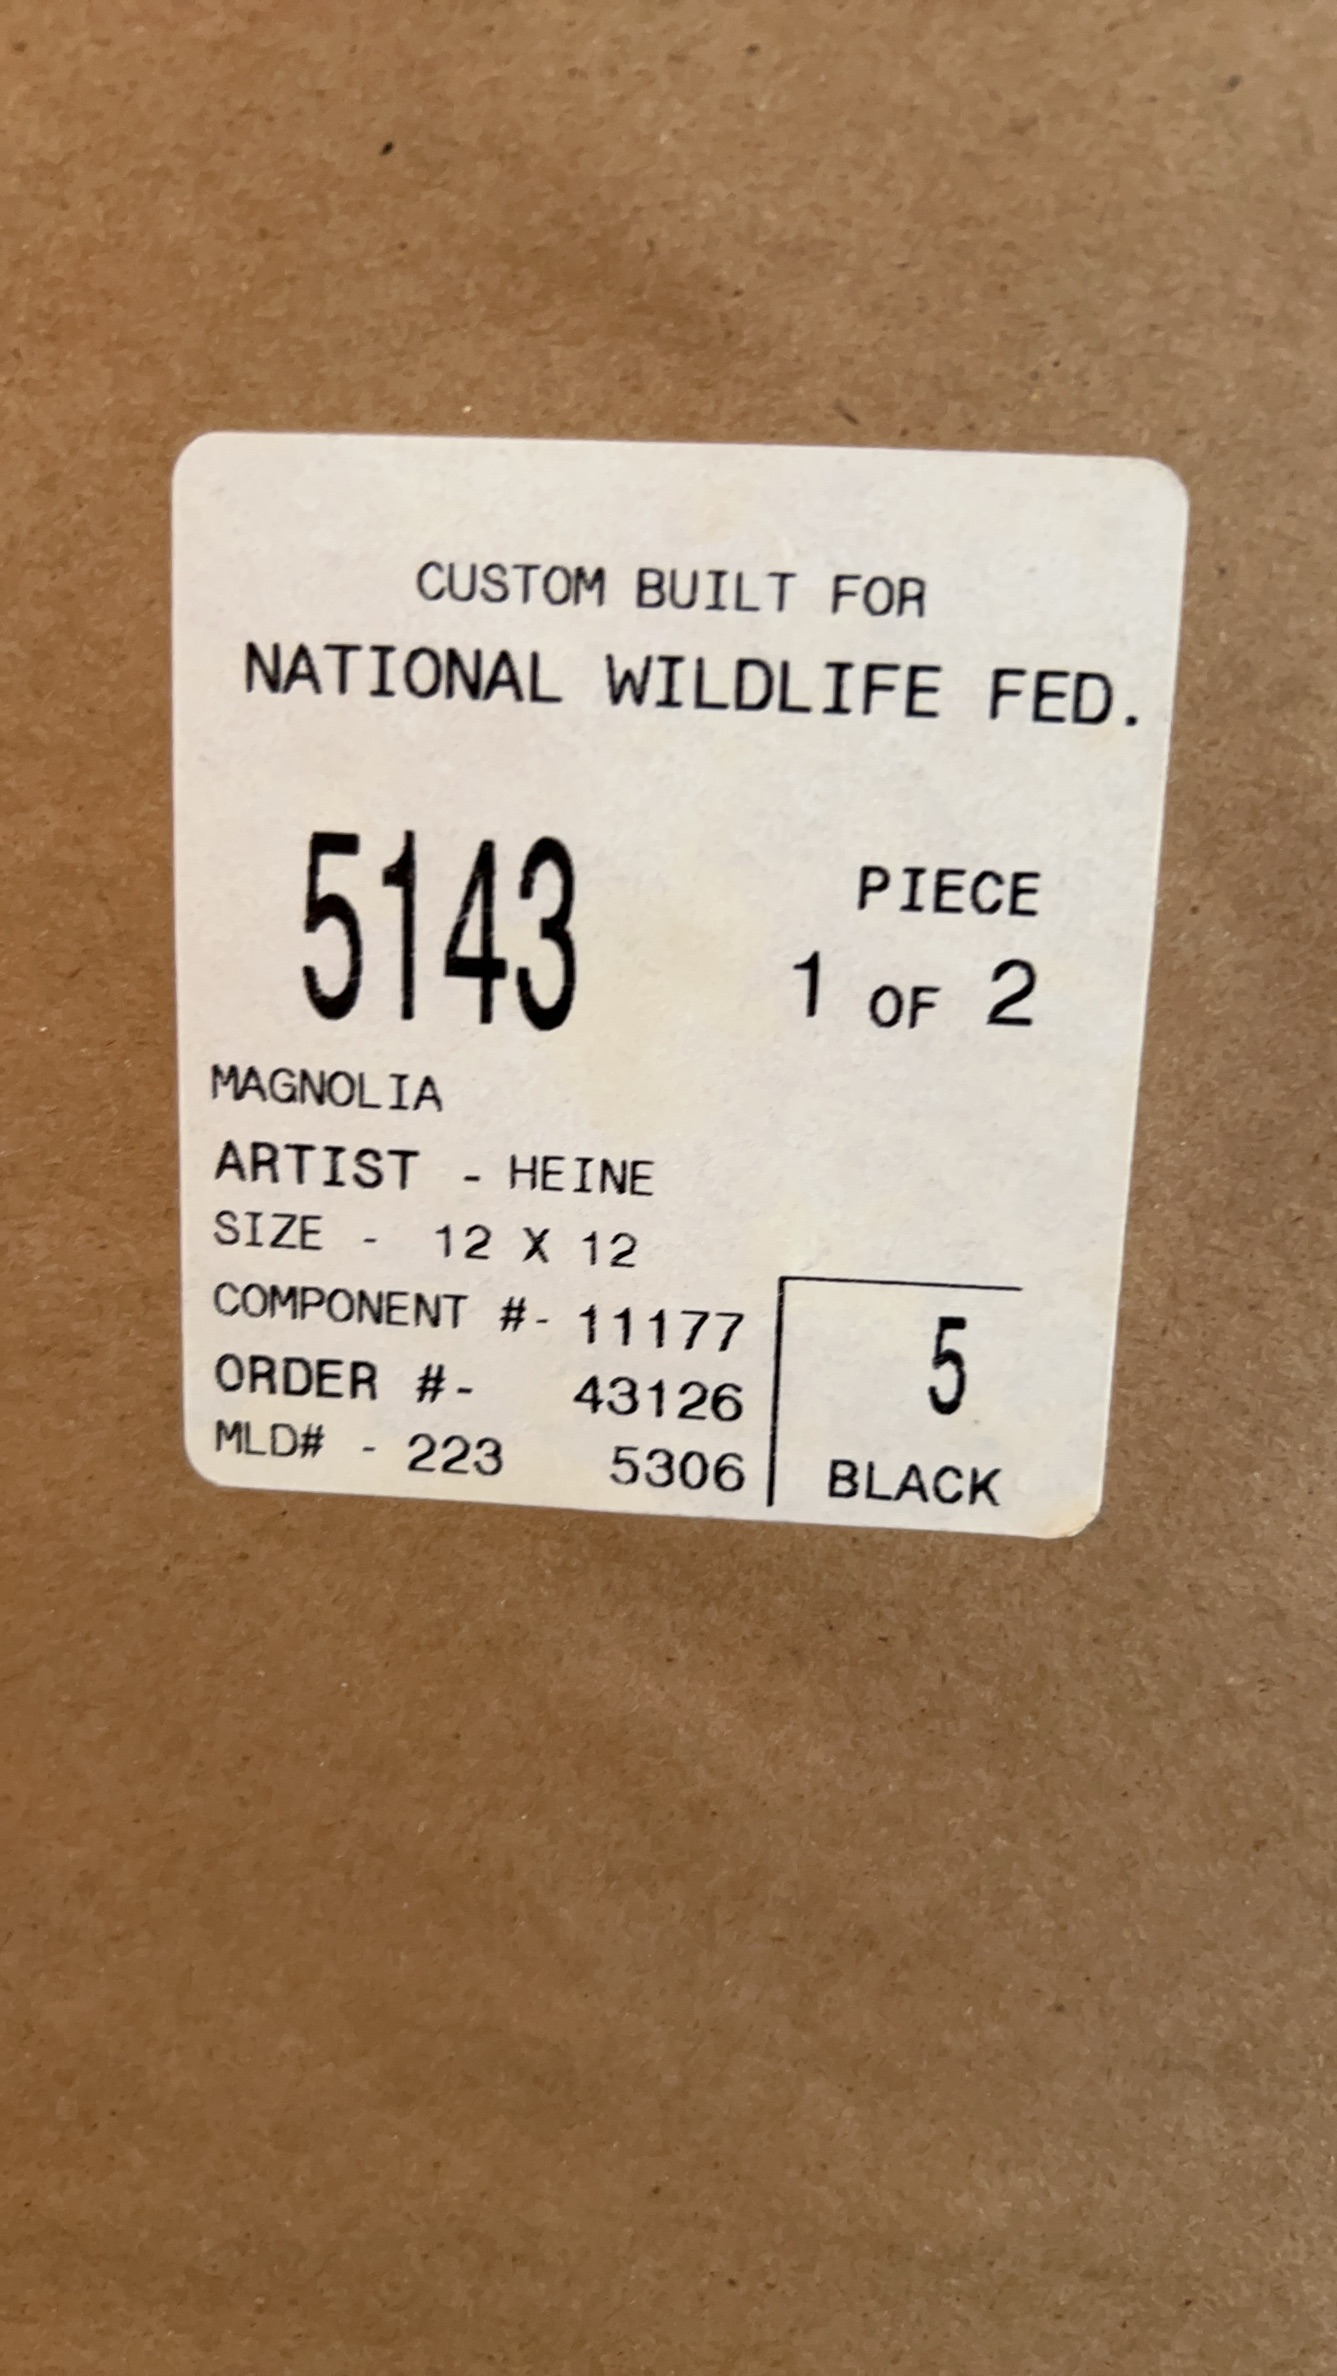 CUSTOM BUILT FOR
NATIONAL WILDLIFE FED.
5143
PIECE
1 OF 2
MAGNOLIA
ARTIST - HEINE
SIZE - 12 X 12
COMPONENT #- 11177
ORDER #- 43126
MLD# - 223 5306
5
BLACK